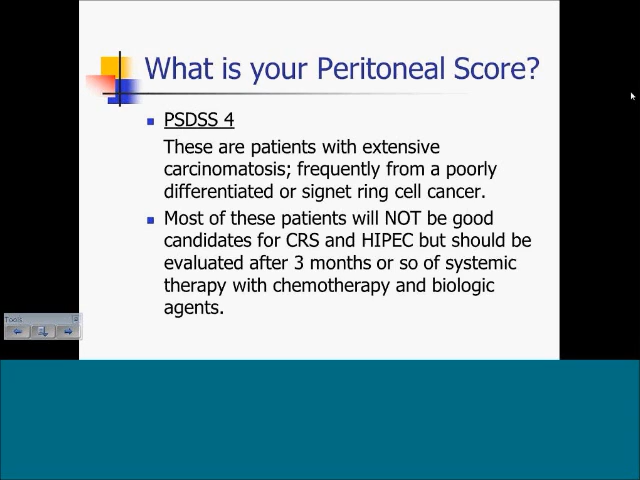 What is your Peritoneal Score?
PSDSS 4
These are patients with extensive
carcinomatosis; frequently from a poorly
differentiated or signet ring cell cancer.
Most of these patients will NOT be good
candidates for CRS and HIPEC but should be
evaluated after 3 months or so of systemic
therapy with chemotherapy and biologic
agents.
Tools